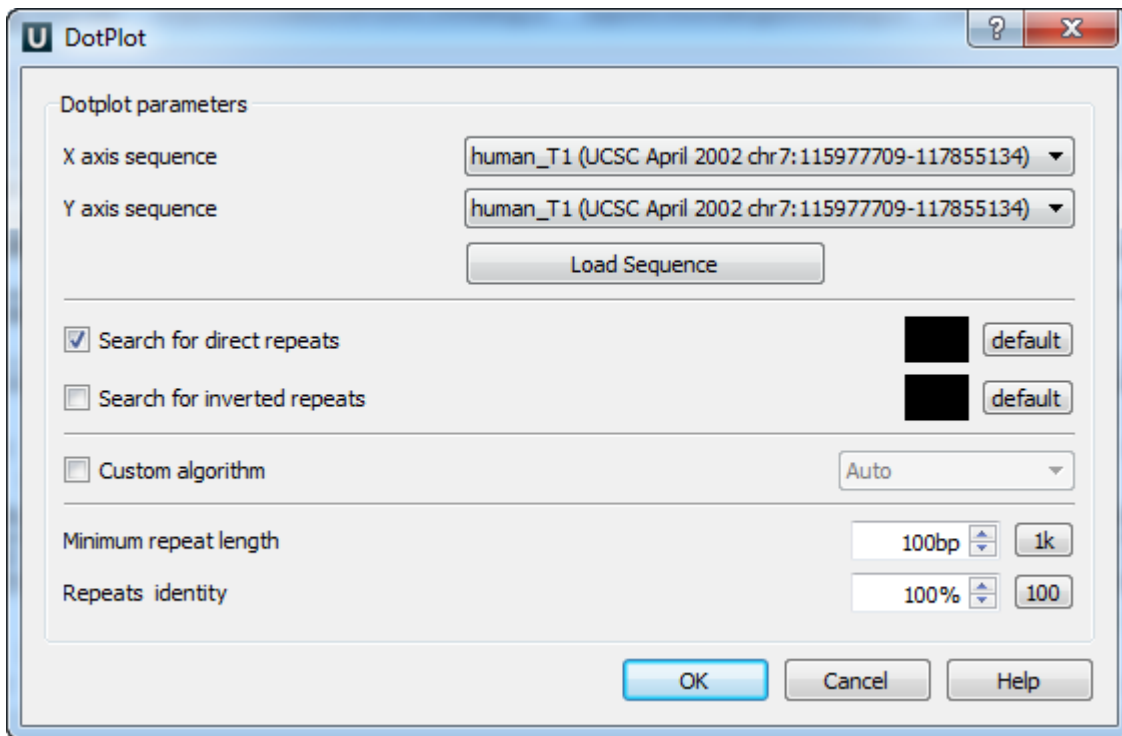 U DotPlot ? X
Dotplot parameters
X axis sequence human_T1 (UCSC April 2002 chr7:115977709-117855134)
Y axis sequence human_T1 (UCSC April 2002 chr7:115977709-117855134)
Load Sequence
Search for direct repeats default
Search for inverted repeats default
Custom algorithm Auto
Minimum repeat length 100bp 1k
Repeats identity 100% 100
OK Cancel Help